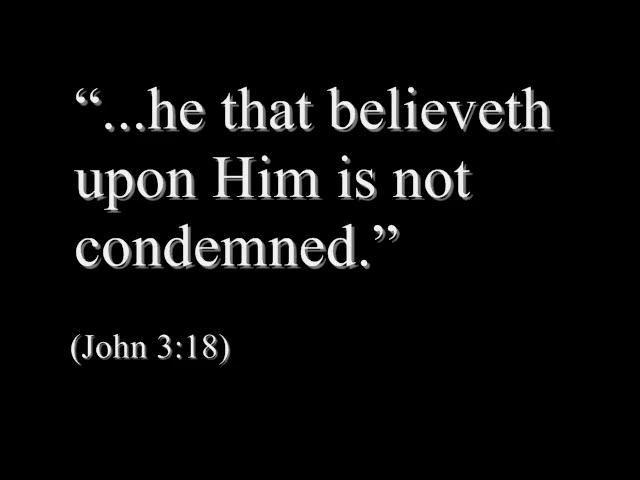 “...he that believeth
upon Him is not
condemned.”
(John 3:18)